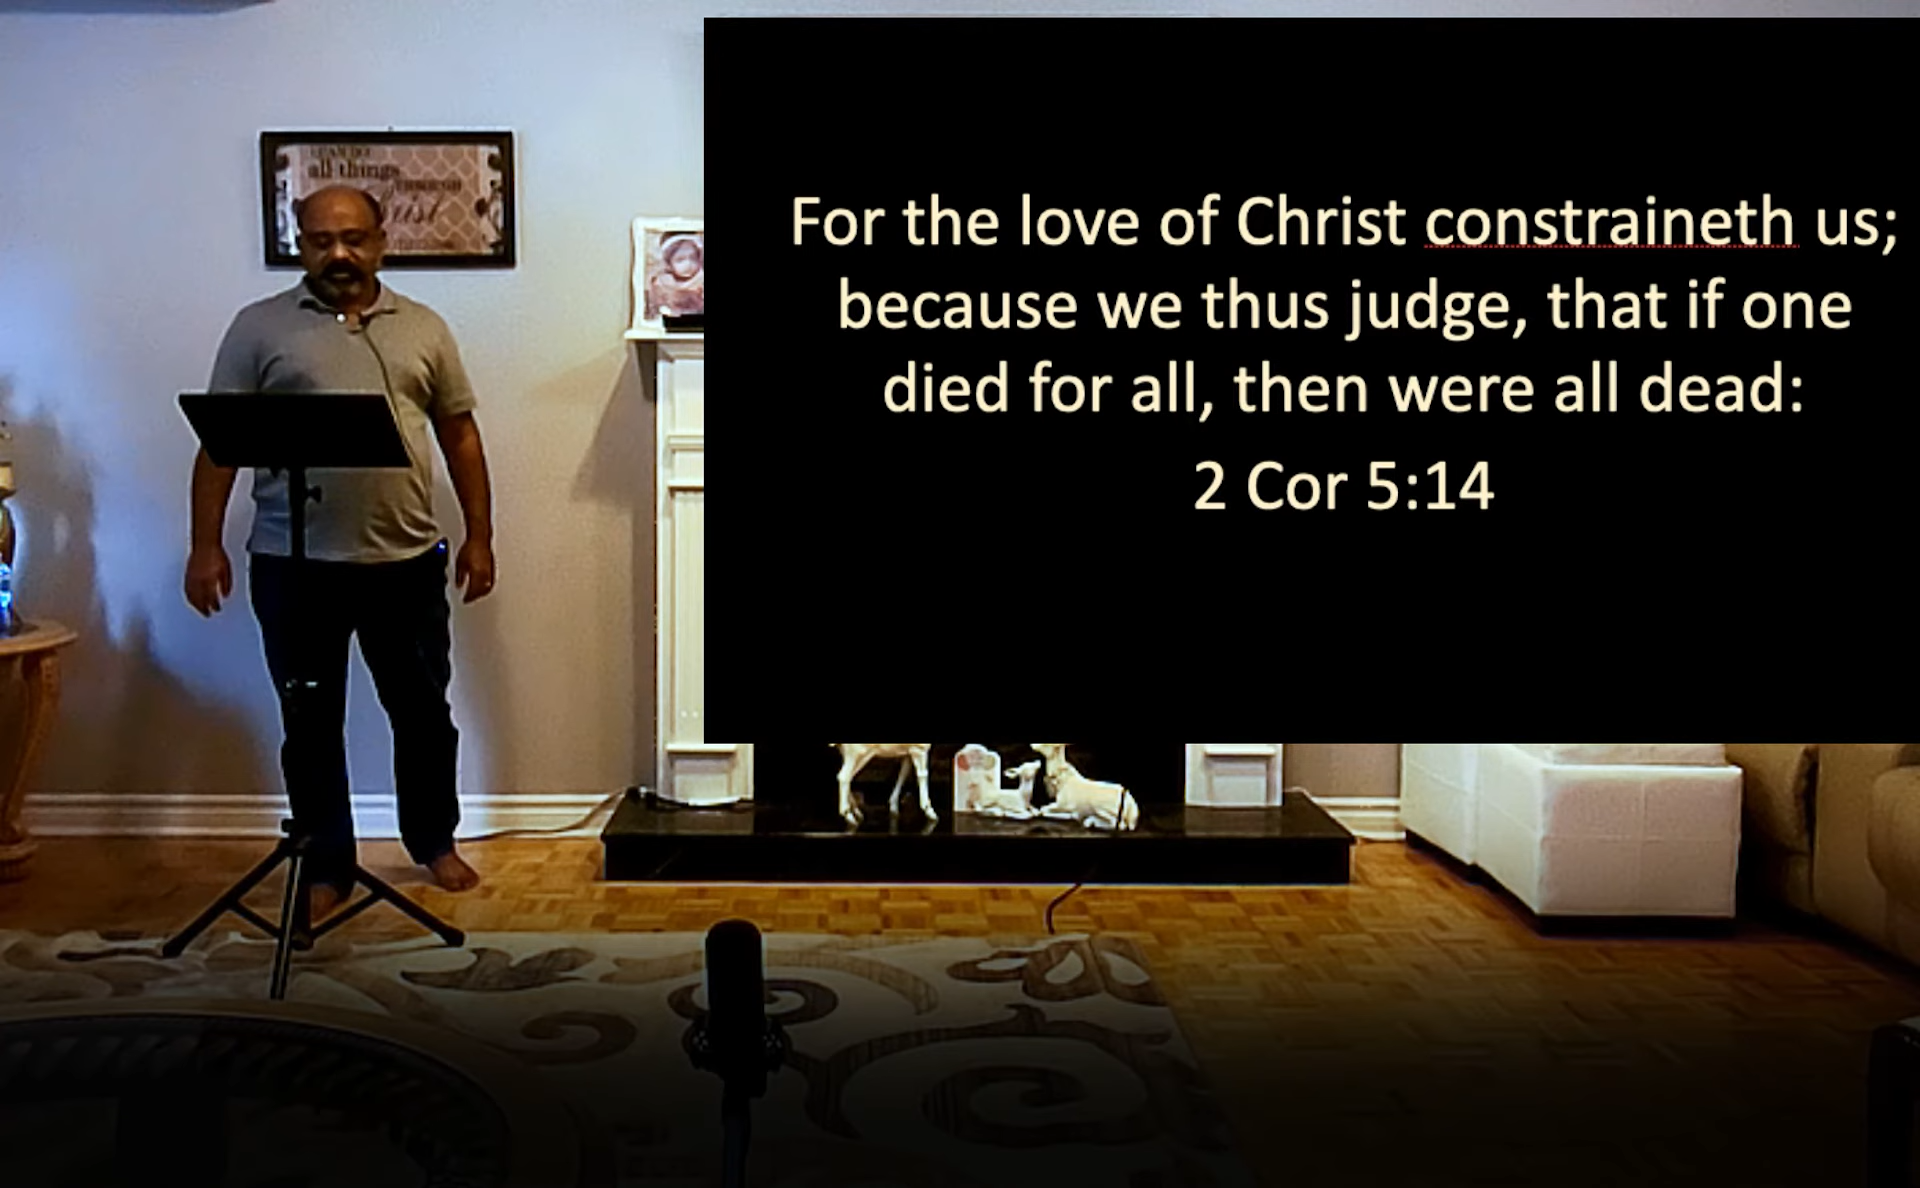 all things
Christ
For the love of Christ constraineth us;
because we thus judge, that if one
died for all, then were all dead:
2 Cor 5:14